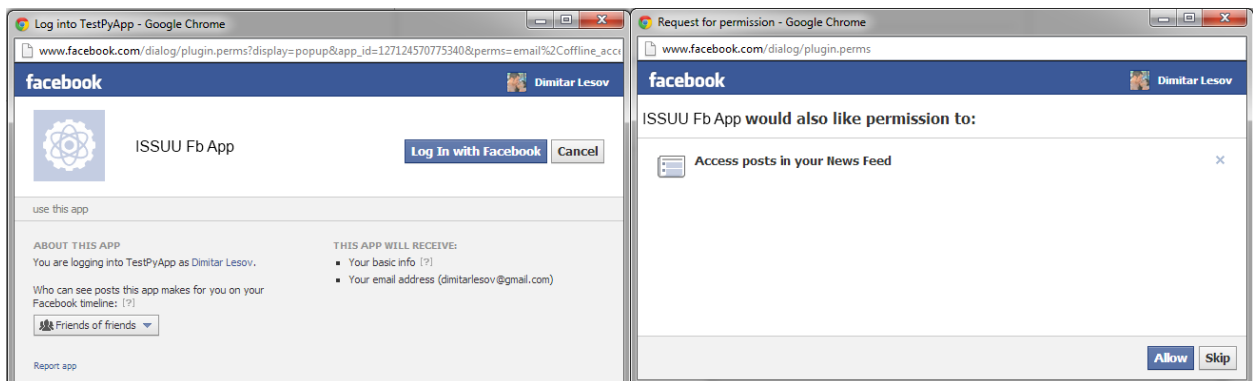 Log into TestPyApp - Google Chrome
www.facebook.com/dialog/plugin.perms?display=popup&app_id=127124570775340&perms=email%2Coffline_acce
facebook
Dimitar Lesov
ISSUU Fb App
Log In with Facebook
Cancel
use this app
ABOUT THIS APP
You are logging into TestPyApp as Dimitar Lesov.
Who can see posts this app makes for you on your
Facebook timeline: [?]
Friends of friends
Report app
THIS APP WILL RECEIVE:
Your basic info [?]
Your email address (dimitarlesov@gmail.com)
Request for permission - Google Chrome
www.facebook.com/dialog/plugin.perms
facebook
Dimitar Lesov
ISSUU Fb App would also like permission to:
Access posts in your News Feed
Allow
Skip